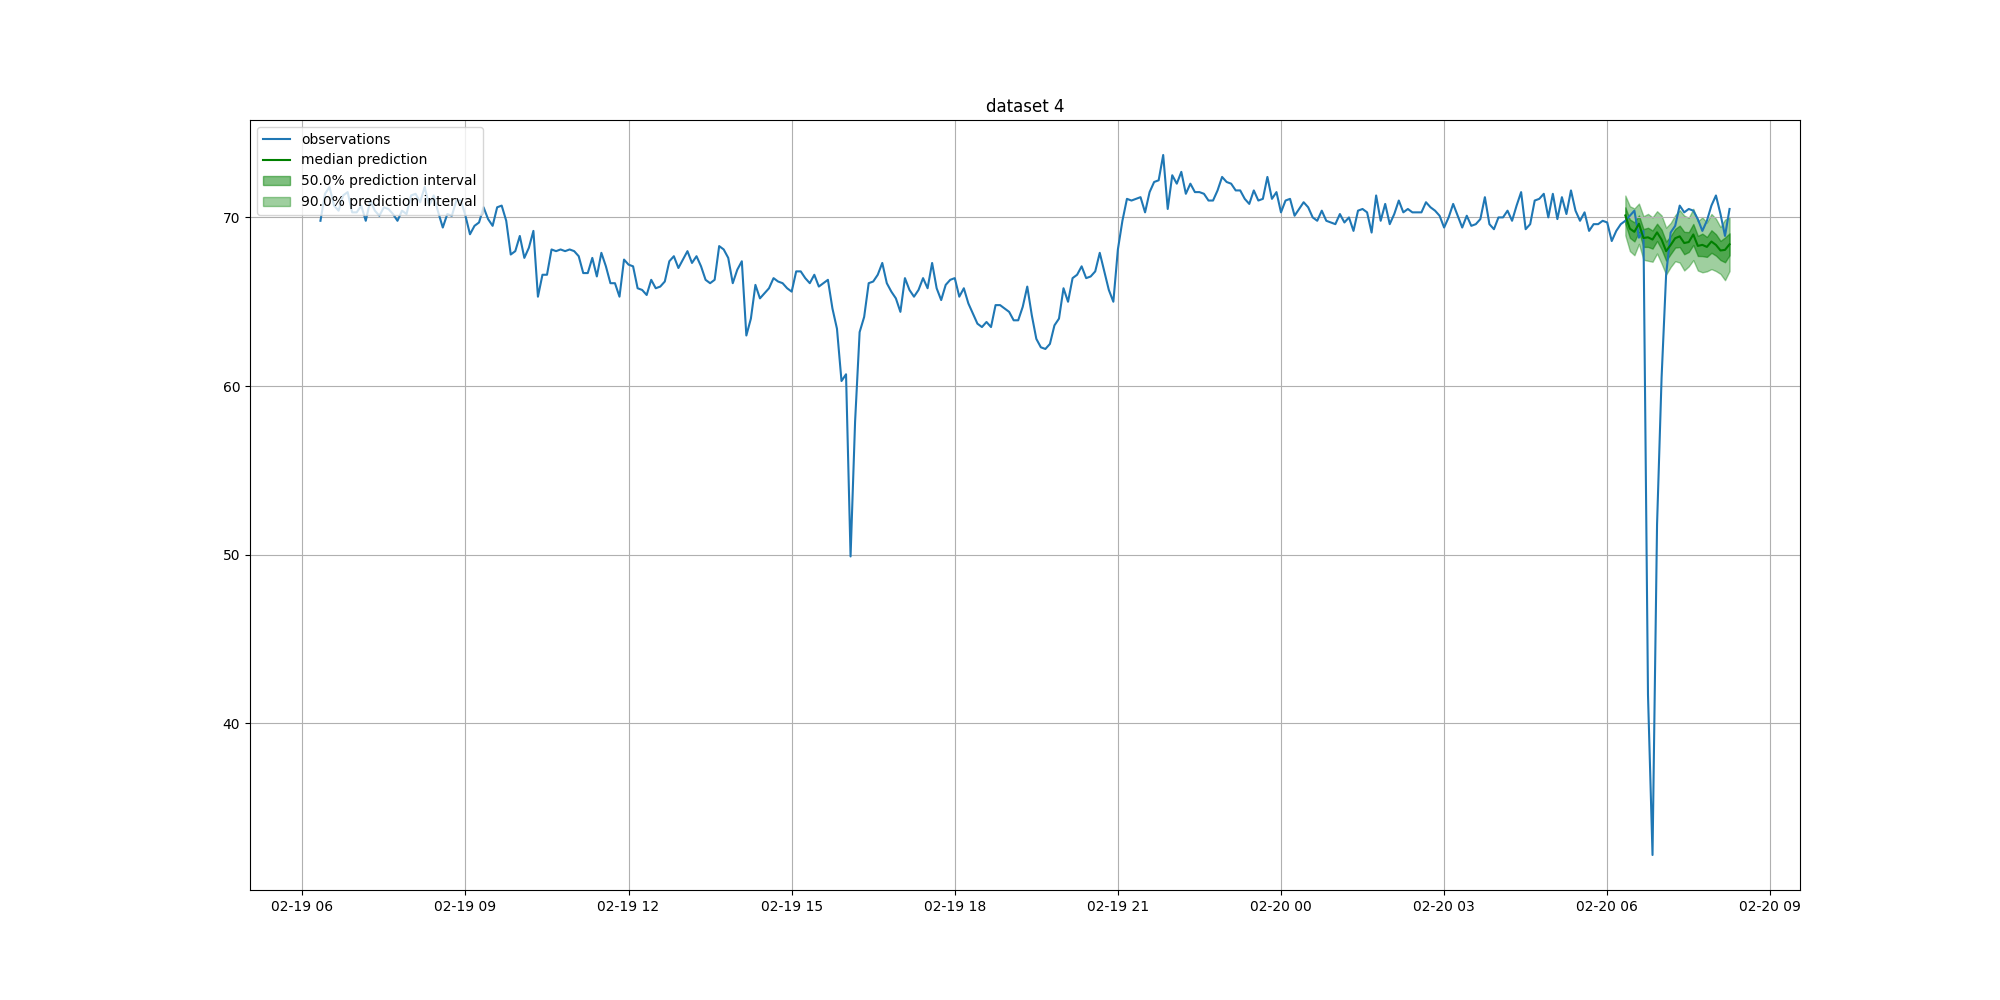 dataset 4
observations
median prediction
50.0% prediction interval
90.0% prediction interval
70
60
50
40
02-19 06 02-19 09 02-19 12 02-19 15 02-19 18 02-19 21 02-20 00 02-20 03 02-20 06 02-20 09